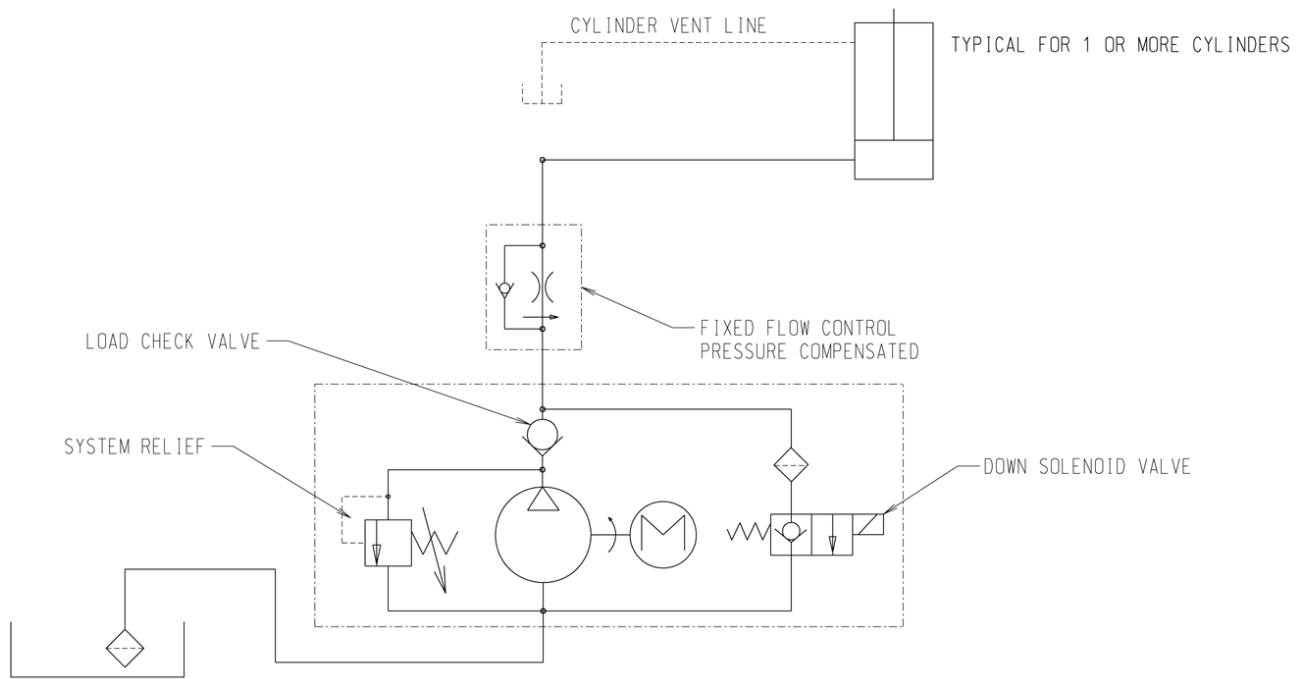 CYLINDER VENT LINE
TYPICAL FOR 1 OR MORE CYLINDERS
FIXED FLOW CONTROL
PRESSURE COMPENSATED
LOAD CHECK VALVE
SYSTEM RELIEF
DOWN SOLENOID VALVE
M